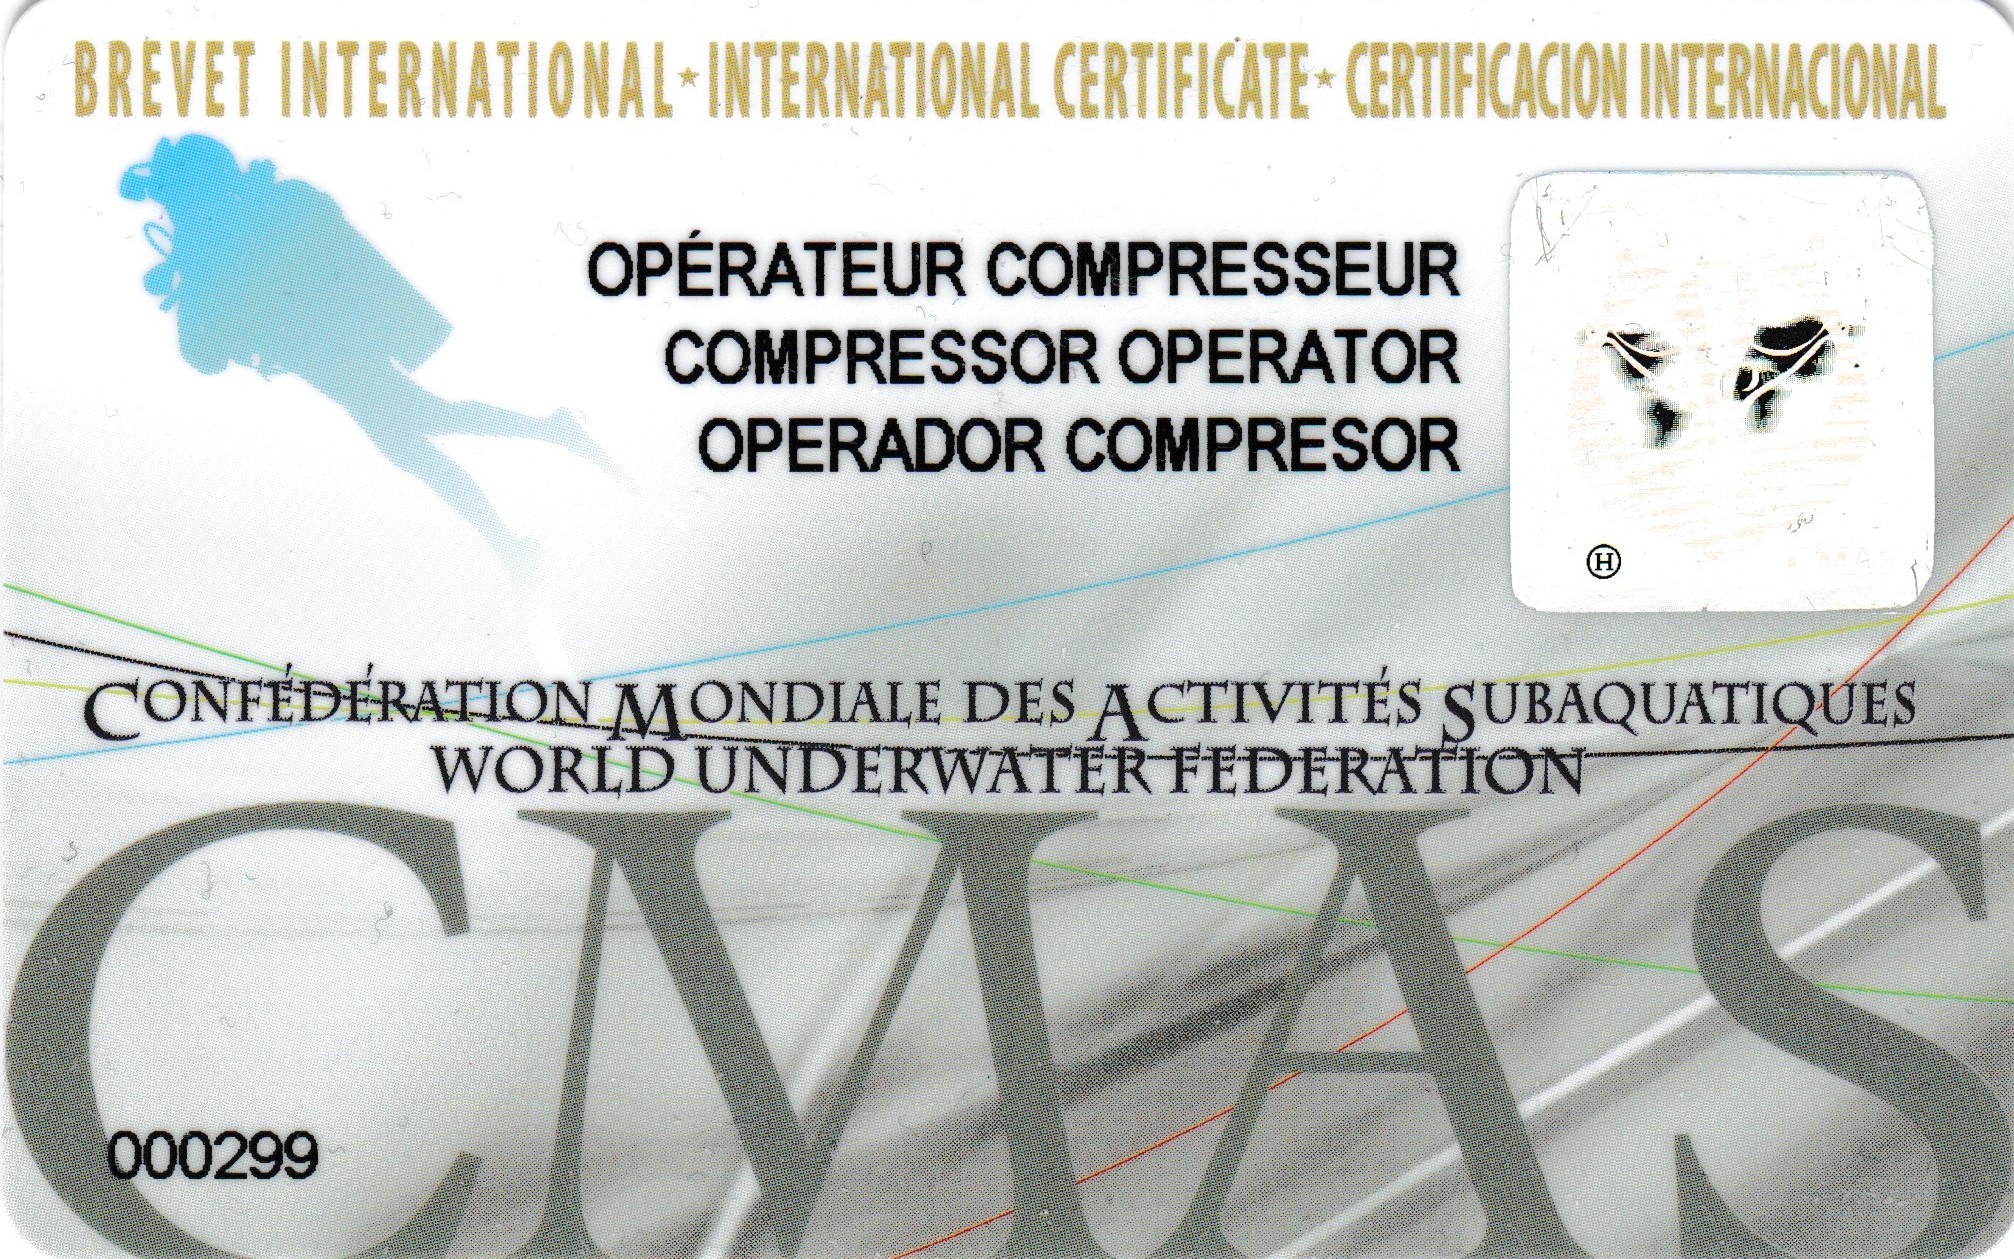 BREVET INTERNATIONAL ★ INTERNATIONAL CERTIFICATE ★ CERTIFICACION INTERNACIONAL
OPÉRATEUR COMPRESSEUR
COMPRESSOR OPERATOR
OPERADOR COMPRESOR
H
CONFÉDÉRATION MONDIALE DES ACTIVITÉS SUBAQUATIQUES
WORLD UNDERWATER FEDERATION
CMAS
000299